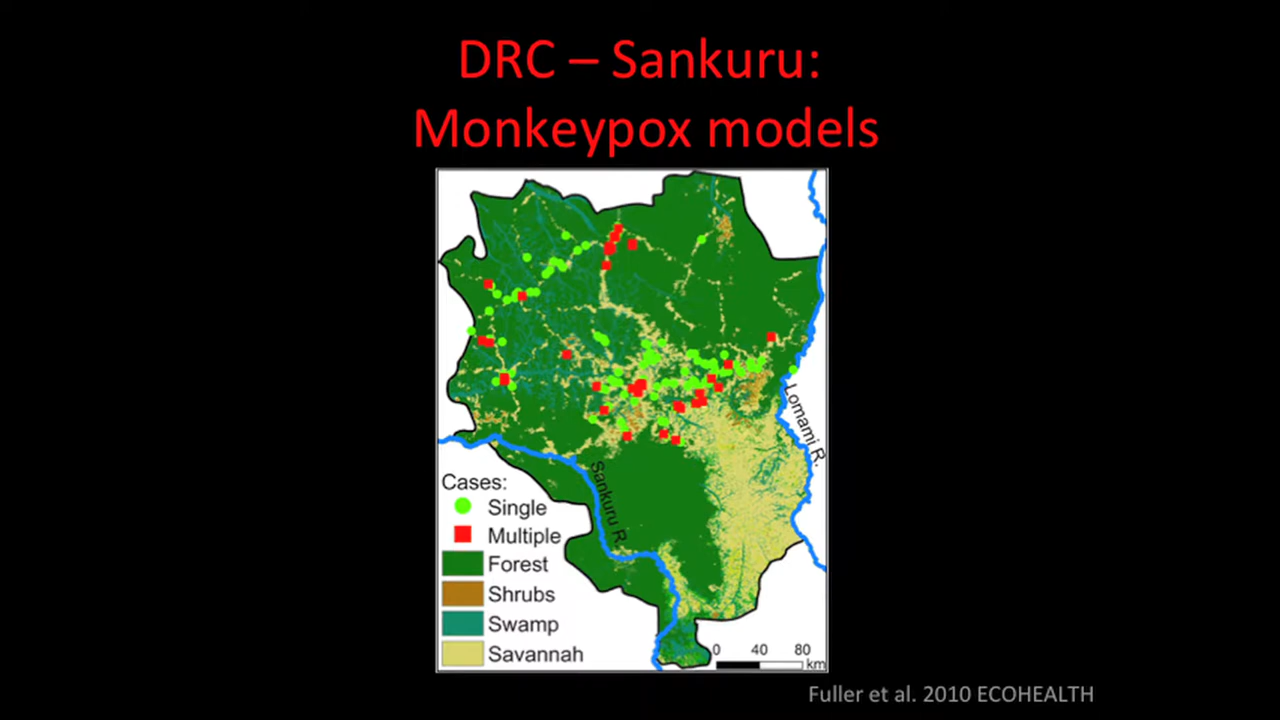 DRC – Sankuru:
Monkeypox models
Lomami R.
Sankuru R.
Cases:
Single
Multiple
Forest
Shrubs
Swamp
Savannah
0 40 80
km
Fuller et al. 2010 ECOHEALTH